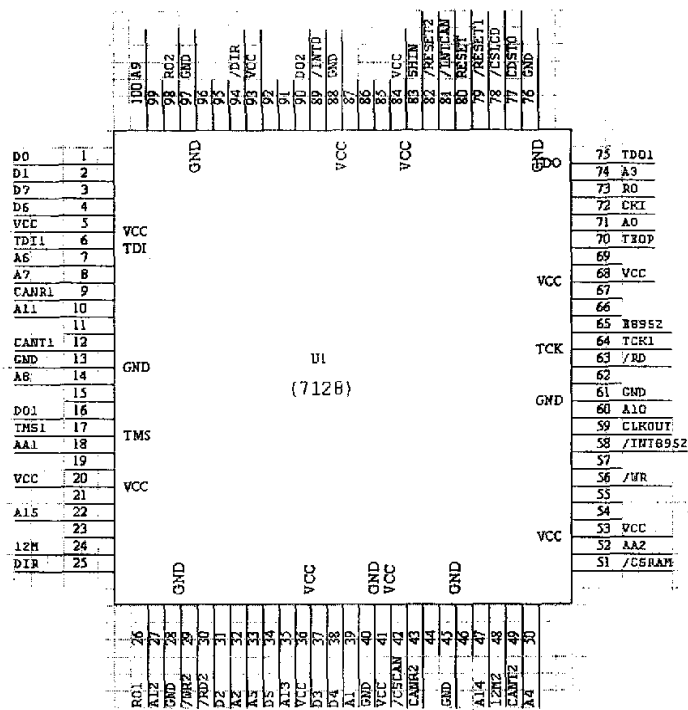 100 A9
99
98 RO2
97 GND
96
95
94 /DIR
93 VCC
92
91
90 DO2
89 /INTO
88 GND
87
86
85
84 VCC
83 SHIN
82 /RESET2
81 /INTCAN
80 RESET
79 /RESET1
78 /CSLCD
77 CDSTO
76 GND
GND VCC VCC GND
D0 1
D1 2
D7 3
D6 4
VCC 5 VCC
TDI1 6 TDI
A6 7
A7 8
CANR1 9
A11 10
11
CANT1 12
GND 13 GND
A8 14
15
DO1 16
TMS1 17 TMS
AA1 18
19
VCC 20 VCC
21
A15 22
23
12M 24
DIR 25
U1
(7128)
TDO 75 TDO1
74 A3
73 RO
72 CKI
71 A0
70 TEOP
69
VCC 68 VCC
67
66
65 B8952
TCK 64 TCK1
63 /RD
62
GND 61 GND
60 A10
59 CLKOUT
58 /INT8952
57
56 /WR
55
54
VCC 53 VCC
52 AA2
51 /CSRAM
GND VCC GND VCC GND
26 RO1
27 A12
28 GND
29 /WR2
30 /RD2
31 D2
32 A2
33 A5
34 D5
35 A13
36 VCC
37 D3
38 D4
39 A1
40 GND
41 VCC
42 /CSCAN
43 CANR2
44
45 GND
46
47 A14
48 12M2
49 CANT2
50 A4